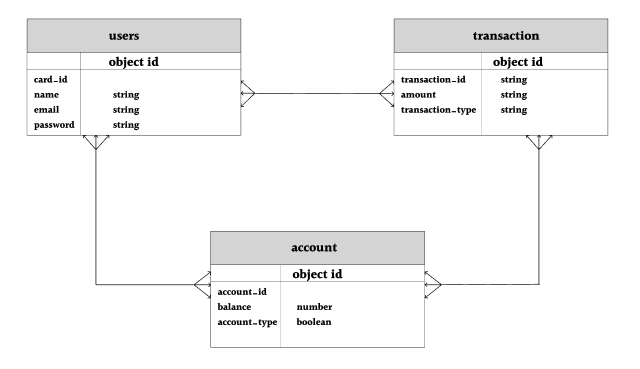 users
object id
card_id
name string
email string
password string
transaction
object id
transaction_id string
amount string
transaction_type string
account
object id
account_id
balance number
account_type boolean